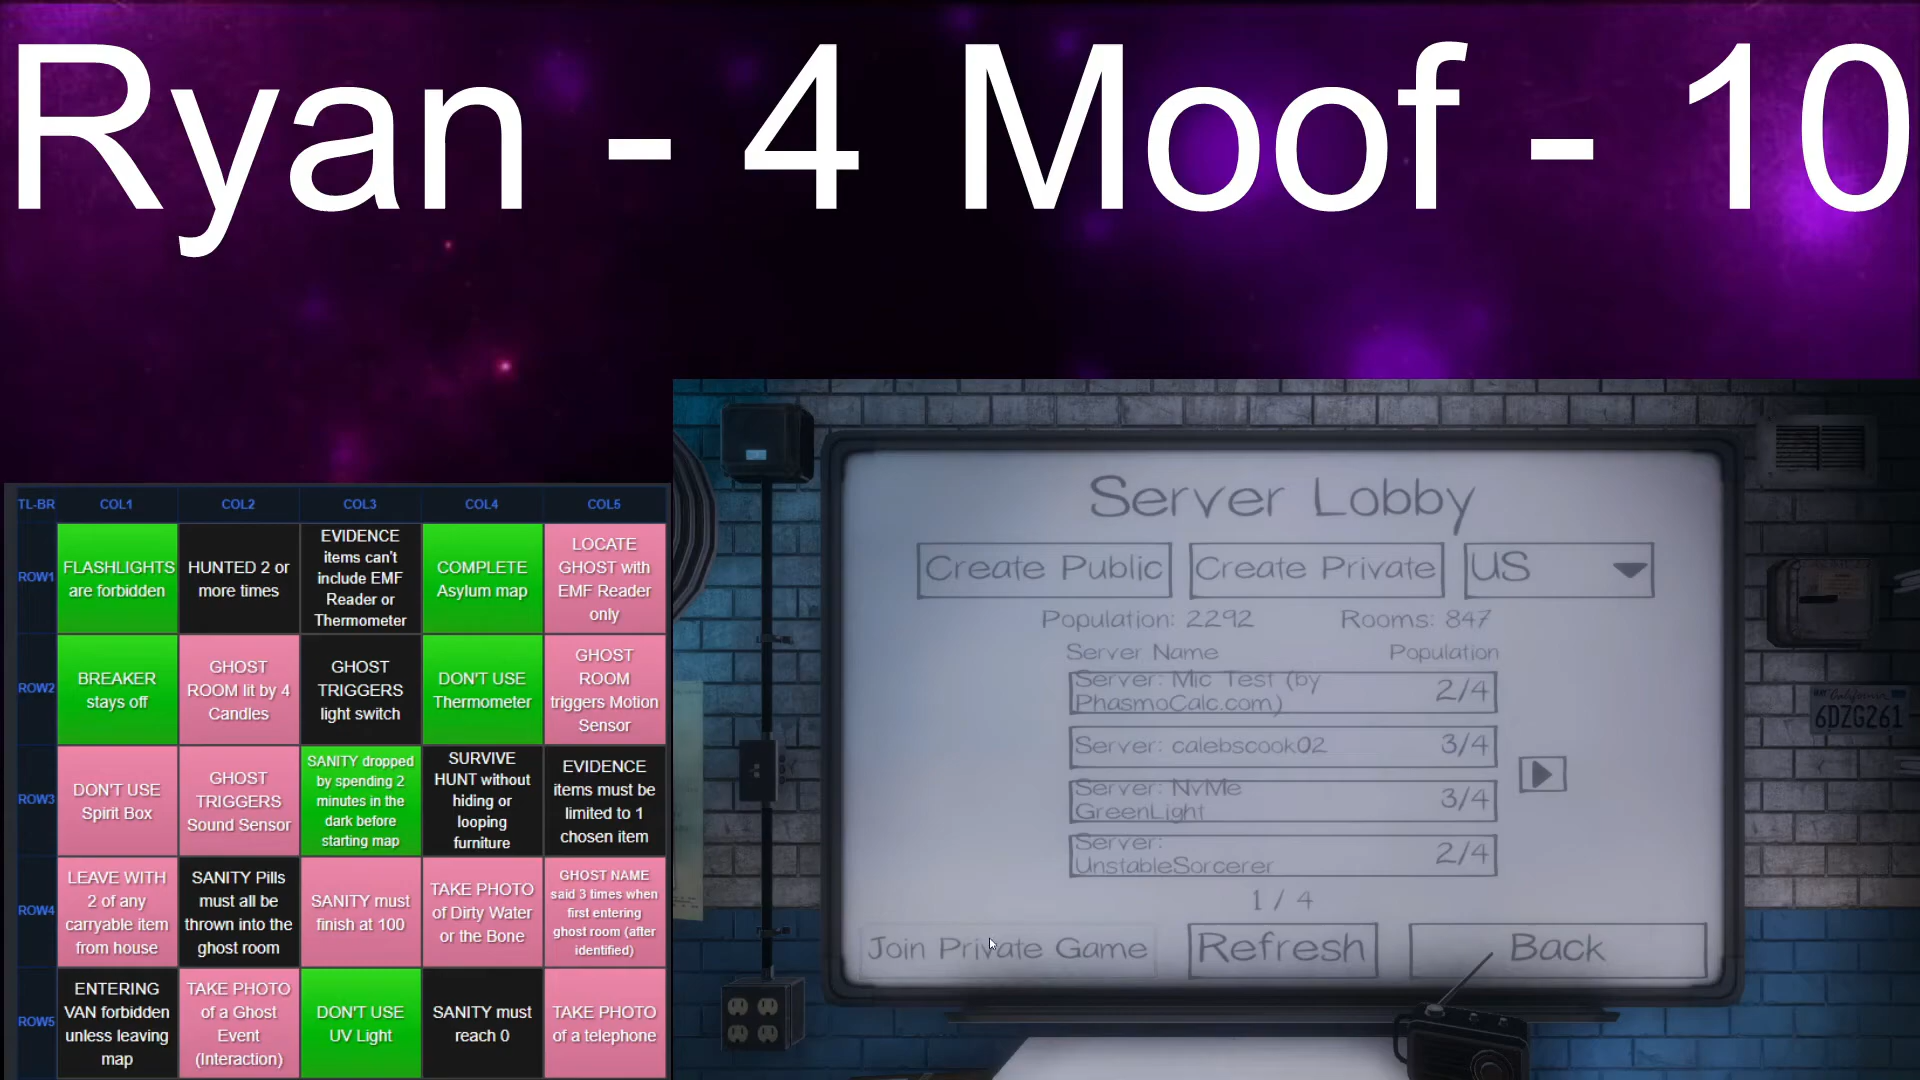 Ryan - 4 Moof - 10
TL-BR COL1 COL2 COL3 COL4 COL5
ROW1
FLASHLIGHTS
are forbidden
HUNTED 2 or
more times
EVIDENCE
items can't
include EMF
Reader or
Thermometer
COMPLETE
Asylum map
LOCATE
GHOST with
EMF Reader
only
ROW2
BREAKER
stays off
GHOST
ROOM lit by 4
Candles
GHOST
TRIGGERS
light switch
DON'T USE
Thermometer
GHOST
ROOM
triggers Motion
Sensor
ROW3
DON'T USE
Spirit Box
GHOST
TRIGGERS
Sound Sensor
SANITY dropped
by spending 2
minutes in the
dark before
starting map
SURVIVE
HUNT without
hiding or
looping
furniture
EVIDENCE
items must be
limited to 1
chosen item
ROW4
LEAVE WITH
2 of any
carryable item
from house
SANITY Pills
must all be
thrown into the
ghost room
SANITY must
finish at 100
TAKE PHOTO
of Dirty Water
or the Bone
GHOST NAME
said 3 times when
first entering
ghost room (after
identified)
ROW5
ENTERING
VAN forbidden
unless leaving
map
TAKE PHOTO
of a Ghost
Event
(Interaction)
DON'T USE
UV Light
SANITY must
reach 0
TAKE PHOTO
of a telephone
Server Lobby
Create Public Create Private US
Population: 2292 Rooms: 847
Server Name Population
Server: Mic Test (by
PhasmoCalc.com) 2/4
Server: calebscook02 3/4
Server: NvMe
GreenLight 3/4
Server:
UnstableSorcerer 2/4
1 / 4
Join Private Game Refresh Back
California
6DZG261